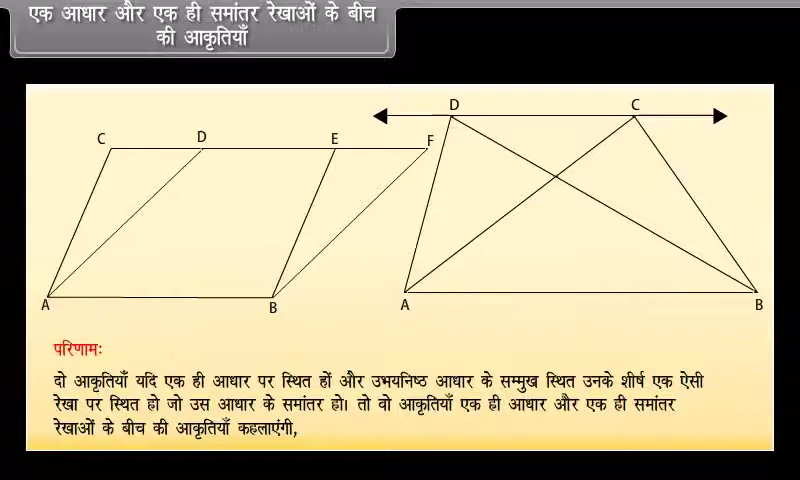 एक आधार और एक ही समांतर रेखाओं के बीच
की आकृतियाँ
C D E F
A B
D C
A B
परिणामः
दो आकृतियाँ यदि एक ही आधार पर स्थित हों और उभयनिष्ठ आधार के सम्मुख स्थित उनके शीर्ष एक ऐसी
रेखा पर स्थित हो जो उस आधार के समांतर हो। तो वो आकृतियाँ एक ही आधार और एक ही समांतर
रेखाओं के बीच की आकृतियाँ कहलाएंगी,